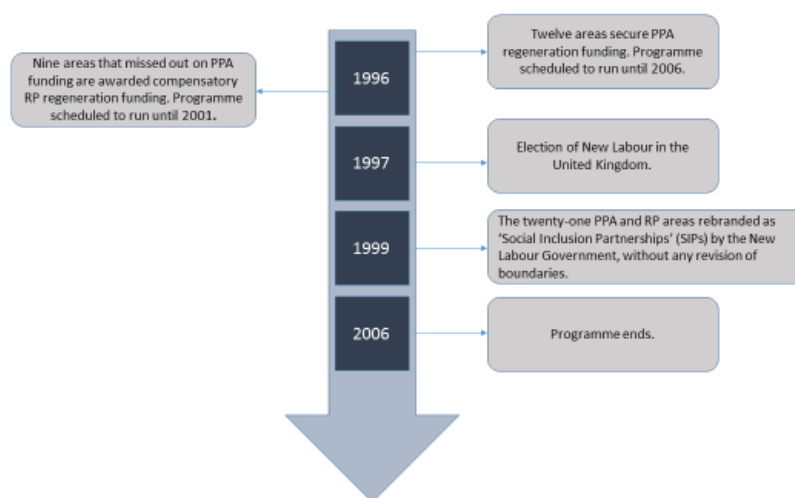 Twelve areas secure PPA
regeneration funding. Programme
scheduled to run until 2006.
Nine areas that missed out on PPA
funding are awarded compensatory
RP regeneration funding. Programme
scheduled to run until 2001.
1996
1997
Election of New Labour in the
United Kingdom.
1999
The twenty-one PPA and RP areas rebranded as
‘Social Inclusion Partnerships’ (SIPs) by the New
Labour Government, without any revision of
boundaries.
2006
Programme ends.